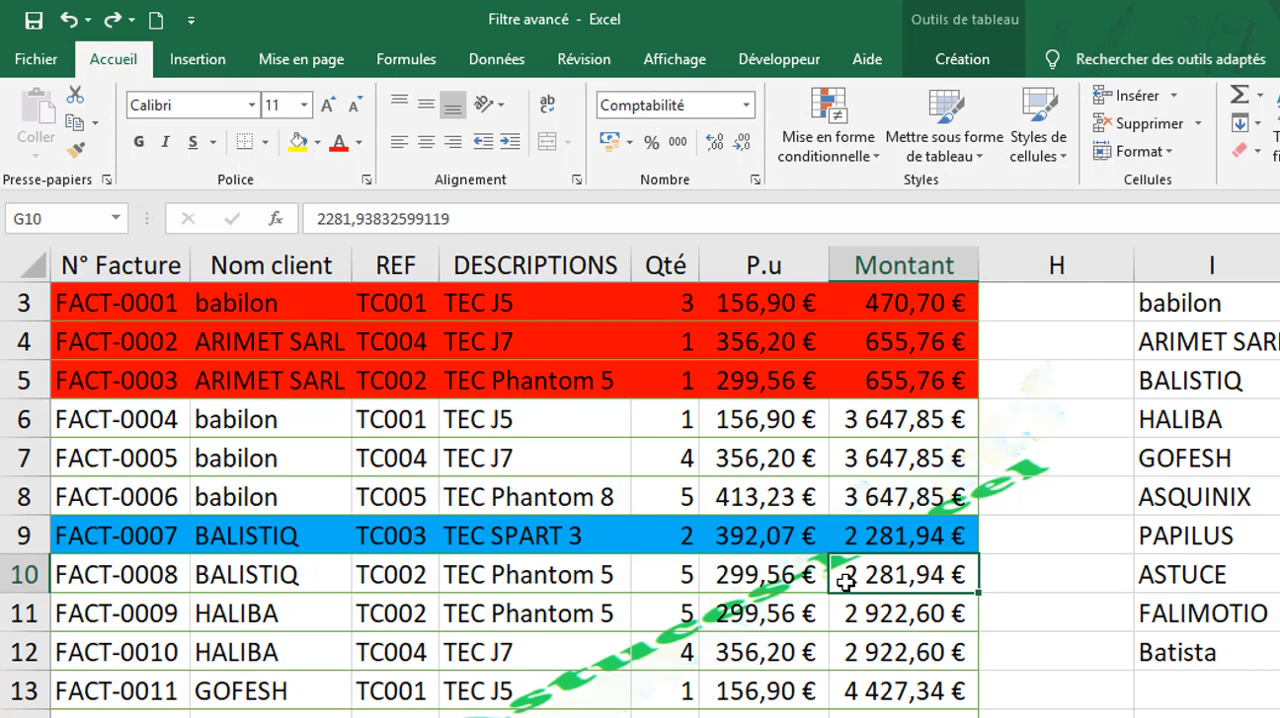 Filtre avancé - Excel
Outils de tableau
Fichier Accueil Insertion Mise en page Formules Données Révision Affichage Développeur Aide Création Rechercher des outils adaptés
Coller
Calibri 11
G I S
Comptabilité
% 000
Mise en forme conditionnelle
Mettre sous forme de tableau
Styles de cellules
Insérer
Supprimer
Format
Presse-papiers Police Alignement Nombre Styles Cellules
G10 fx 2281,93832599119
N° Facture Nom client REF DESCRIPTIONS Qté P.u Montant H I
3 FACT-0001 babilon TC001 TEC J5 3 156,90 € 470,70 € babilon
4 FACT-0002 ARIMET SARL TC004 TEC J7 1 356,20 € 655,76 € ARIMET SARL
5 FACT-0003 ARIMET SARL TC002 TEC Phantom 5 1 299,56 € 655,76 € BALISTIQ
6 FACT-0004 babilon TC001 TEC J5 1 156,90 € 3 647,85 € HALIBA
7 FACT-0005 babilon TC004 TEC J7 4 356,20 € 3 647,85 € GOFESH
8 FACT-0006 babilon TC005 TEC Phantom 8 5 413,23 € 3 647,85 € ASQUINIX
9 FACT-0007 BALISTIQ TC003 TEC SPART 3 2 392,07 € 2 281,94 € PAPILUS
10 FACT-0008 BALISTIQ TC002 TEC Phantom 5 5 299,56 € 2 281,94 € ASTUCE
11 FACT-0009 HALIBA TC002 TEC Phantom 5 5 299,56 € 2 922,60 € FALIMOTIO
12 FACT-0010 HALIBA TC004 TEC J7 4 356,20 € 2 922,60 € Batista
13 FACT-0011 GOFESH TC001 TEC J5 1 156,90 € 4 427,34 €